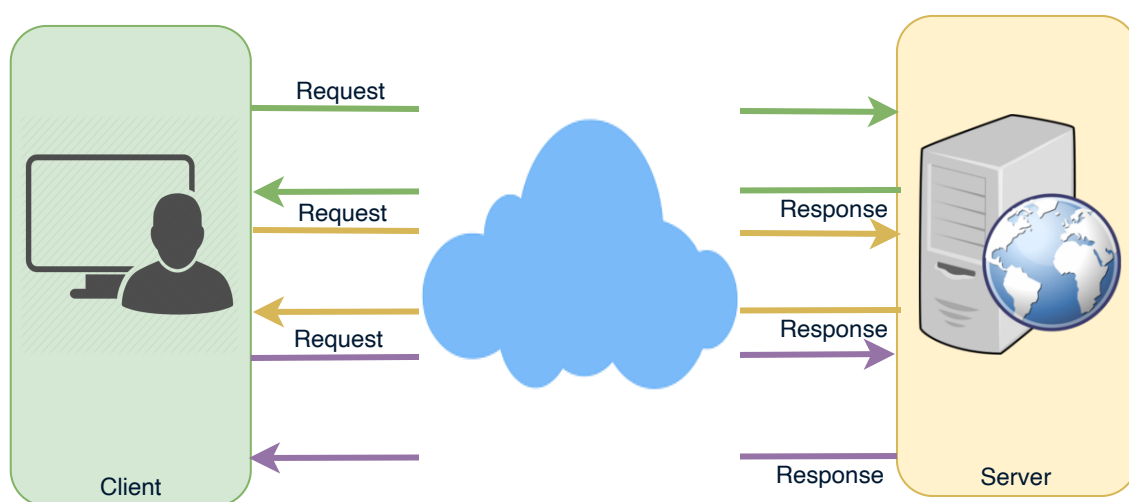 Request
Request
Response
Request
Response
Response
Client
Server